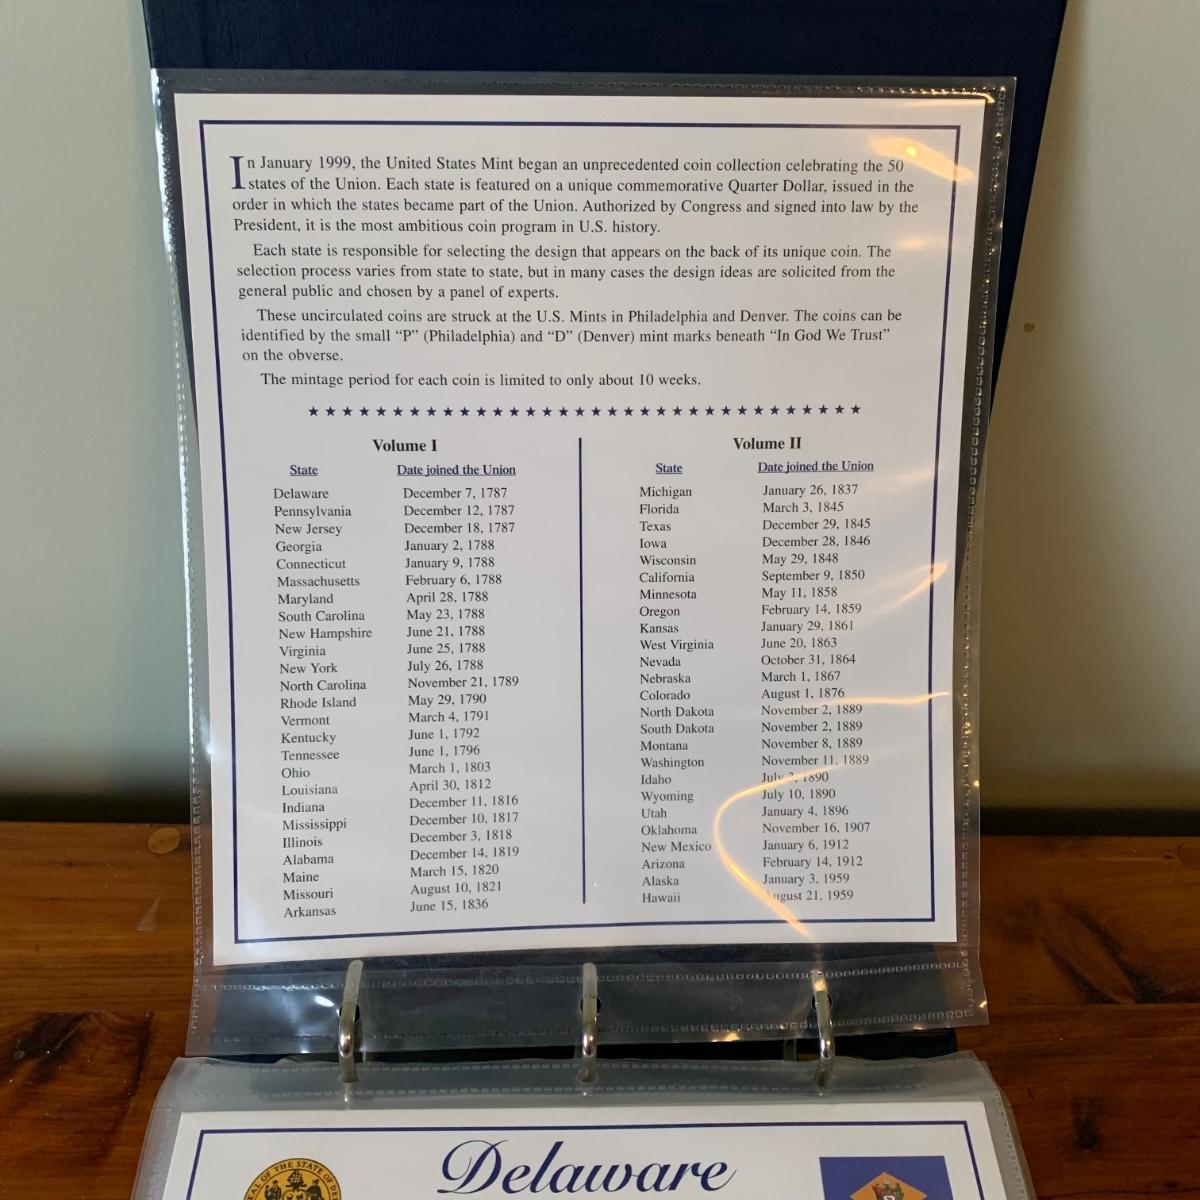 In January 1999, the United States Mint began an unprecedented coin collection celebrating the 50
states of the Union. Each state is featured on a unique commemorative Quarter Dollar, issued in the
order in which the states became part of the Union. Authorized by Congress and signed into law by the
President, it is the most ambitious coin program in U.S. history.
Each state is responsible for selecting the design that appears on the back of its unique coin. The
selection process varies from state to state, but in many cases the design ideas are solicited from the
general public and chosen by a panel of experts.
These uncirculated coins are struck at the U.S. Mints in Philadelphia and Denver. The coins can be
identified by the small “P” (Philadelphia) and “D” (Denver) mint marks beneath “In God We Trust”
on the obverse.
The mintage period for each coin is limited to only about 10 weeks.
Volume I
State Date joined the Union
Delaware December 7, 1787
Pennsylvania December 12, 1787
New Jersey December 18, 1787
Georgia January 2, 1788
Connecticut January 9, 1788
Massachusetts February 6, 1788
Maryland April 28, 1788
South Carolina May 23, 1788
New Hampshire June 21, 1788
Virginia June 25, 1788
New York July 26, 1788
North Carolina November 21, 1789
Rhode Island May 29, 1790
Vermont March 4, 1791
Kentucky June 1, 1792
Tennessee June 1, 1796
Ohio March 1, 1803
Louisiana April 30, 1812
Indiana December 11, 1816
Mississippi December 10, 1817
Illinois December 3, 1818
Alabama December 14, 1819
Maine March 15, 1820
Missouri August 10, 1821
Arkansas June 15, 1836
Volume II
State Date joined the Union
Michigan January 26, 1837
Florida March 3, 1845
Texas December 29, 1845
Iowa December 28, 1846
Wisconsin May 29, 1848
California September 9, 1850
Minnesota May 11, 1858
Oregon February 14, 1859
Kansas January 29, 1861
West Virginia June 20, 1863
Nevada October 31, 1864
Nebraska March 1, 1867
Colorado August 1, 1876
North Dakota November 2, 1889
South Dakota November 2, 1889
Montana November 8, 1889
Washington November 11, 1889
Idaho July 1890
Wyoming July 10, 1890
Utah January 4, 1896
Oklahoma November 16, 1907
New Mexico January 6, 1912
Arizona February 14, 1912
Alaska January 3, 1959
Hawaii August 21, 1959
Delaware
OF THE STATE OF